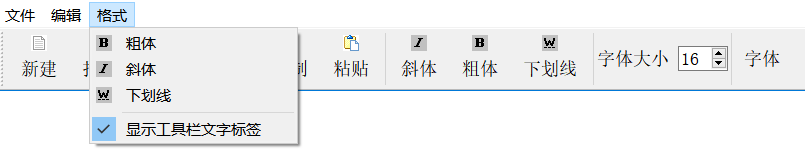 文件 编辑 格式
新建 粘贴 斜体 粗体 下划线 字体大小 16 字体
粗体
斜体
下划线
显示工具栏文字标签